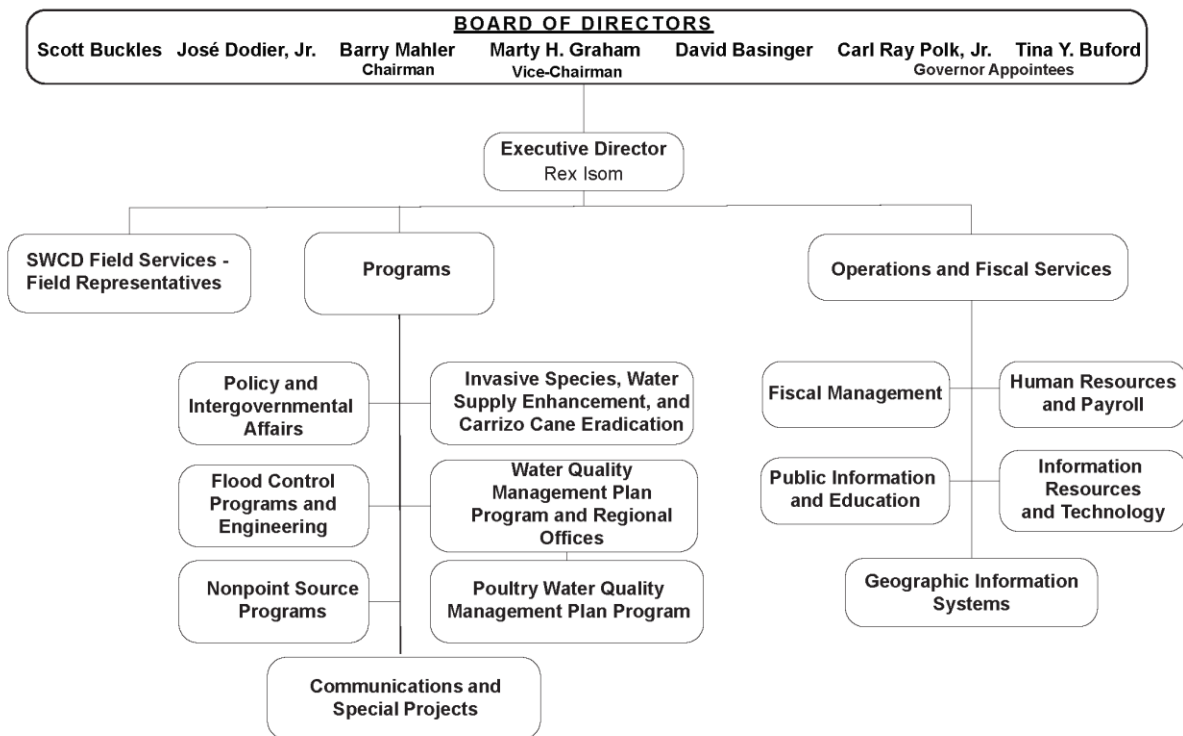 BOARD OF DIRECTORS
Scott Buckles José Dodier, Jr. Barry Mahler Marty H. Graham David Basinger Carl Ray Polk, Jr. Tina Y. Buford
Chairman Vice-Chairman Governor Appointees
Executive Director
Rex Isom
SWCD Field Services -
Field Representatives
Programs
Operations and Fiscal Services
Policy and
Intergovernmental
Affairs
Invasive Species, Water
Supply Enhancement, and
Carrizo Cane Eradication
Flood Control
Programs and
Engineering
Water Quality
Management Plan
Program and Regional
Offices
Nonpoint Source
Programs
Poultry Water Quality
Management Plan Program
Communications and
Special Projects
Fiscal Management
Human Resources
and Payroll
Public Information
and Education
Information
Resources
and Technology
Geographic Information
Systems